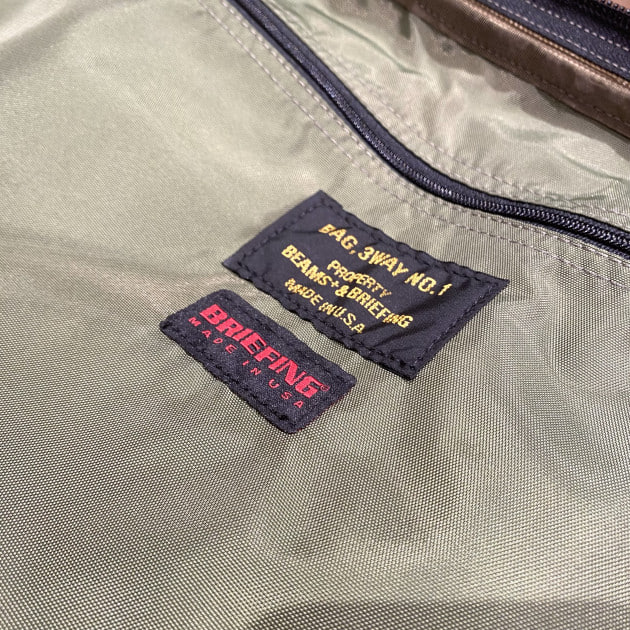 BAG, 3WAY NO.1
PROPERTY
BEAMS+ & BRIEFING
MADE IN U.S.A
BRIEFING®
MADE IN USA